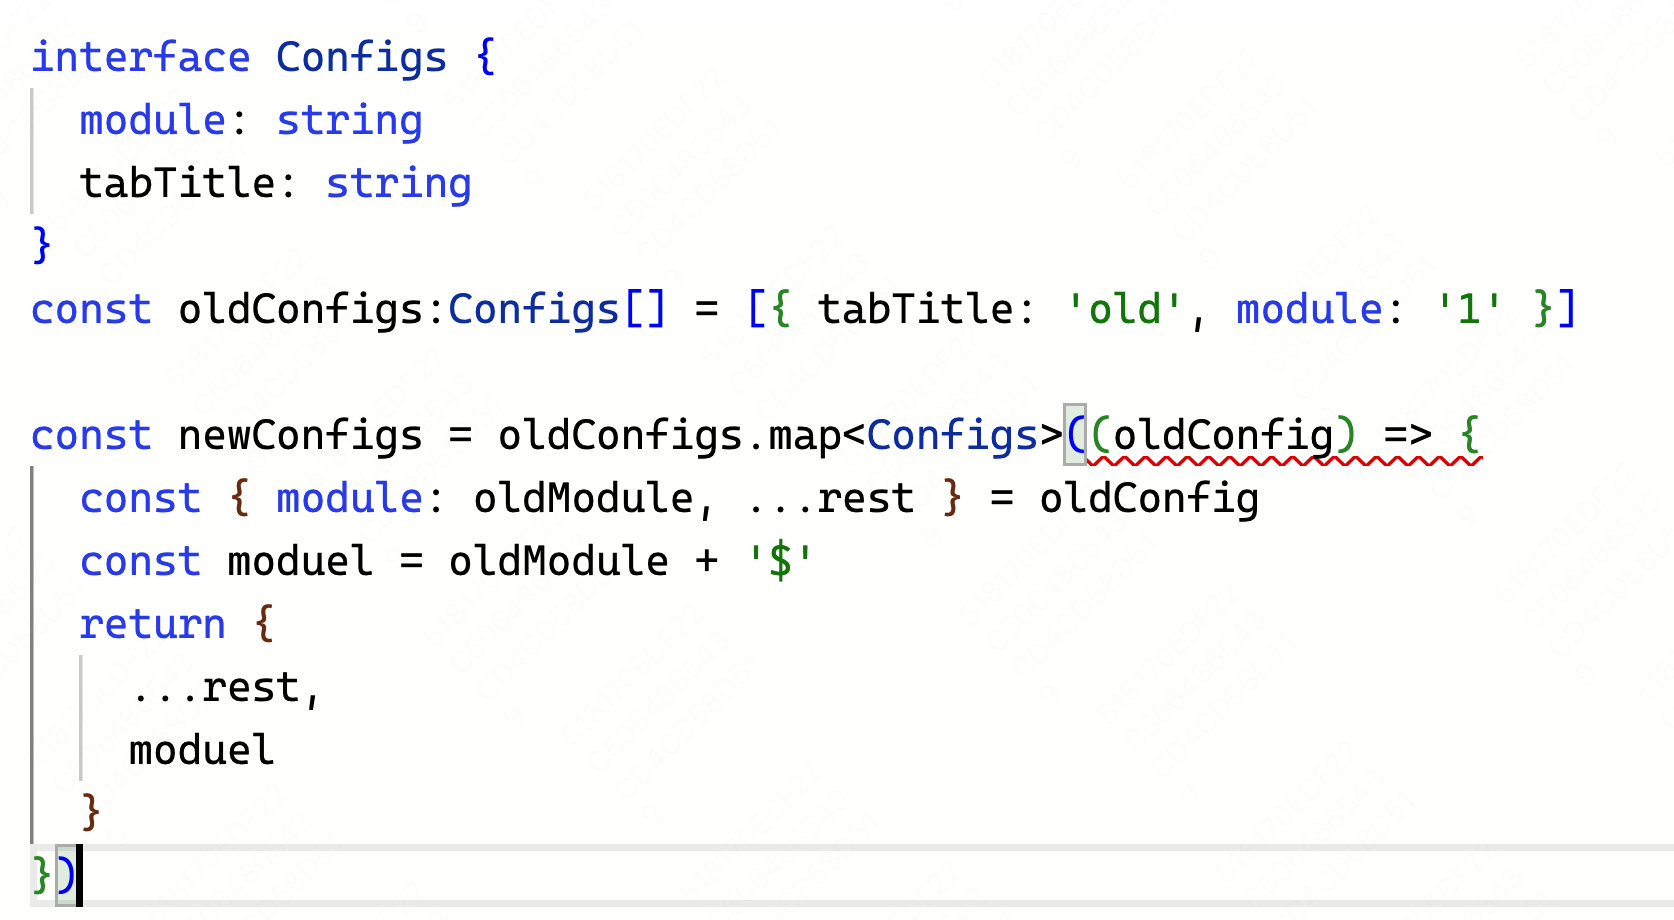 interface Configs {
  module: string
  tabTitle: string
}
const oldConfigs:Configs[] = [{ tabTitle: 'old', module: '1' }]

const newConfigs = oldConfigs.map<Configs>((oldConfig) => {
  const { module: oldModule, ...rest } = oldConfig
  const moduel = oldModule + '$'
  return {
    ...rest,
    moduel
  }
})